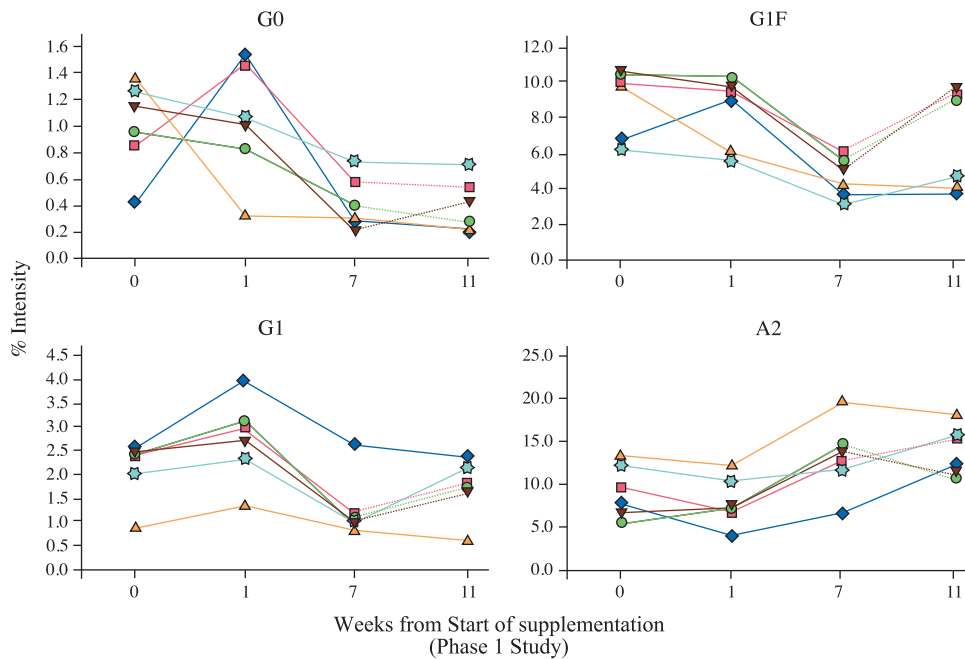 G0
1.6
1.4
1.2
1.0
0.8
0.6
0.4
0.2
0.0
0 1 7 11
G1F
12.0
10.0
8.0
6.0
4.0
2.0
0.0
0 1 7 11
% Intensity
G1
4.5
4.0
3.5
3.0
2.5
2.0
1.5
1.0
0.5
0.0
0 1 7 11
A2
25.0
20.0
15.0
10.0
5.0
0.0
0 1 7 11
Weeks from Start of supplementation
(Phase 1 Study)